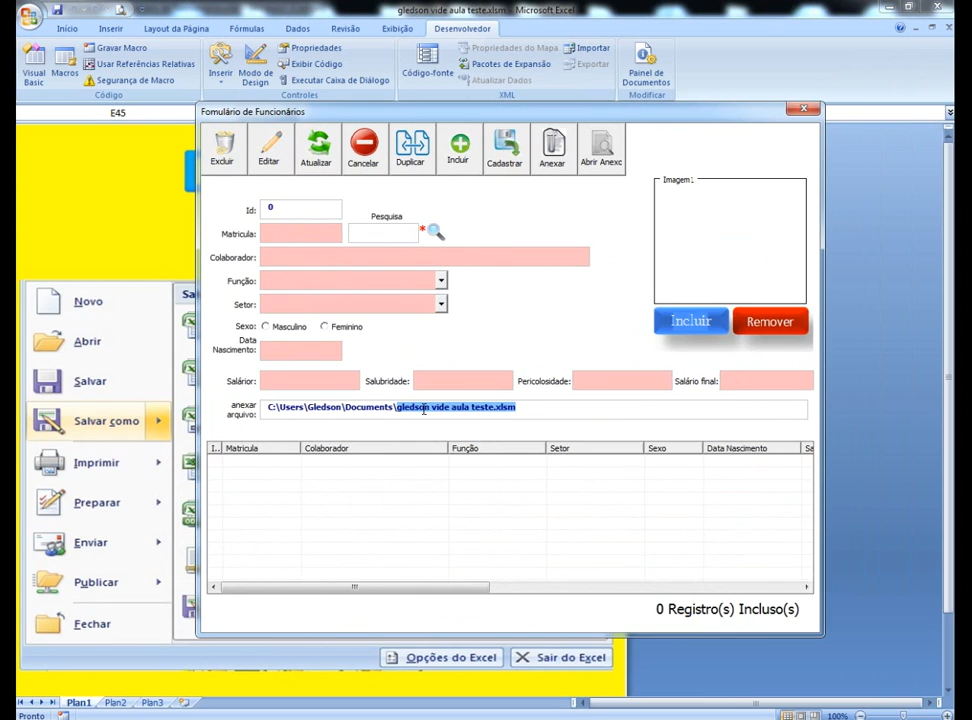 gledson vide aula teste.xlsm - Microsoft Excel
Início Inserir Layout da Página Fórmulas Dados Revisão Exibição Desenvolvedor
Visual Basic
Macros
Gravar Macro
Usar Referências Relativas
Segurança de Macro
Código
Inserir
Modo de Design
Propriedades
Exibir Código
Executar Caixa de Diálogo
Controles
Código-fonte
Propriedades do Mapa
Pacotes de Expansão
Atualizar Dados
Importar
Exportar
XML
Painel de Documentos
Modificar
E45
Fomulário de Funcionários
Excluir Editar Atualizar Cancelar Duplicar Incluir Cadastrar Anexar Abrir Anexc
Imagem1
Id: 0
Pesquisa
Matricula: *
Colaborador:
Função:
Setor:
Sexo: Masculino Feminino
Data Nascimento:
Incluir Remover
Salárior: Salubridade: Pericolosidade: Salário final:
anexar arquivo: C:\Users\Gledson\Documents\gledson vide aula teste.xlsm
I.. Matricula Colaborador Função Setor Sexo Data Nascimento Sa
0 Registro(s) Incluso(s)
Novo
Abrir
Salvar
Salvar como
Imprimir
Preparar
Enviar
Publicar
Fechar
Sa
Opções do Excel Sair do Excel
Plan1 Plan2 Plan3
Pronto
100%